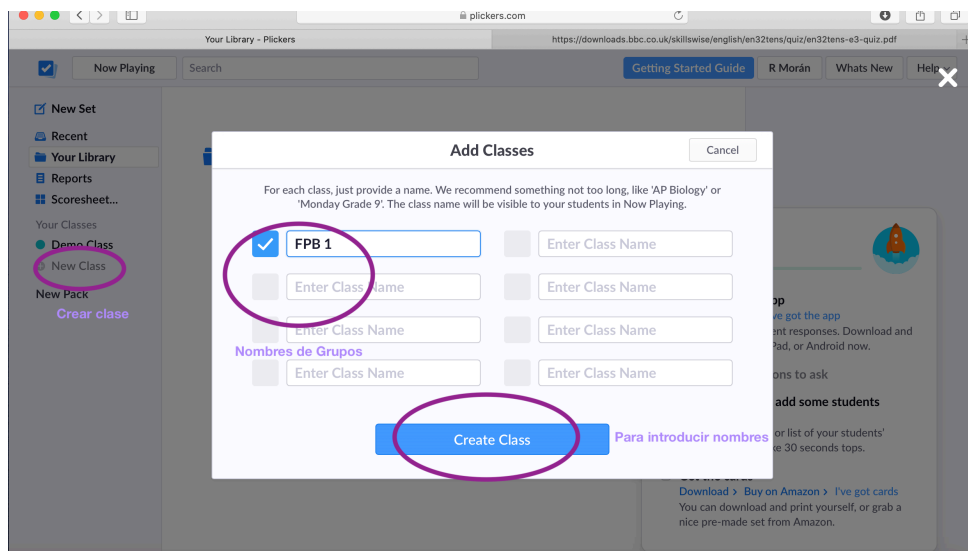 plickers.com
Your Library - Plickers
https://downloads.bbc.co.uk/skillswise/english/en32tens/quiz/en32tens-e3-quiz.pdf
Now Playing
Search
Getting Started Guide
R Morán
Whats New
Help
New Set
Recent
Your Library
Reports
Scoresheet...
Your Classes
Demo Class
New Class
New Pack
Crear clase
Add Classes
Cancel
For each class, just provide a name. We recommend something not too long, like 'AP Biology' or
'Monday Grade 9'. The class name will be visible to your students in Now Playing.
FPB 1
Enter Class Name
Enter Class Name
Enter Class Name
Enter Class Name
Enter Class Name
Nombres de Grupos
Enter Class Name
Enter Class Name
Create Class
Para introducir nombres
got the app
responses. Download and
or Android now.
to ask
add some students
or list of your students'
30 seconds tops.
Download > Buy on Amazon > I've got cards
You can download and print yourself, or grab a
nice pre-made set from Amazon.